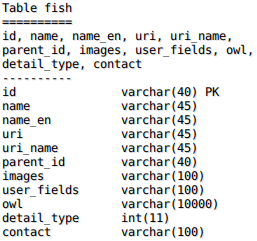 Table fish
==========
id, name, name_en, uri, uri_name,
parent_id, images, user_fields, owl,
detail_type, contact
----------
id varchar(40) PK
name varchar(45)
name_en varchar(45)
uri varchar(45)
uri_name varchar(45)
parent_id varchar(40)
images varchar(100)
user_fields varchar(100)
owl varchar(10000)
detail_type int(11)
contact varchar(100)